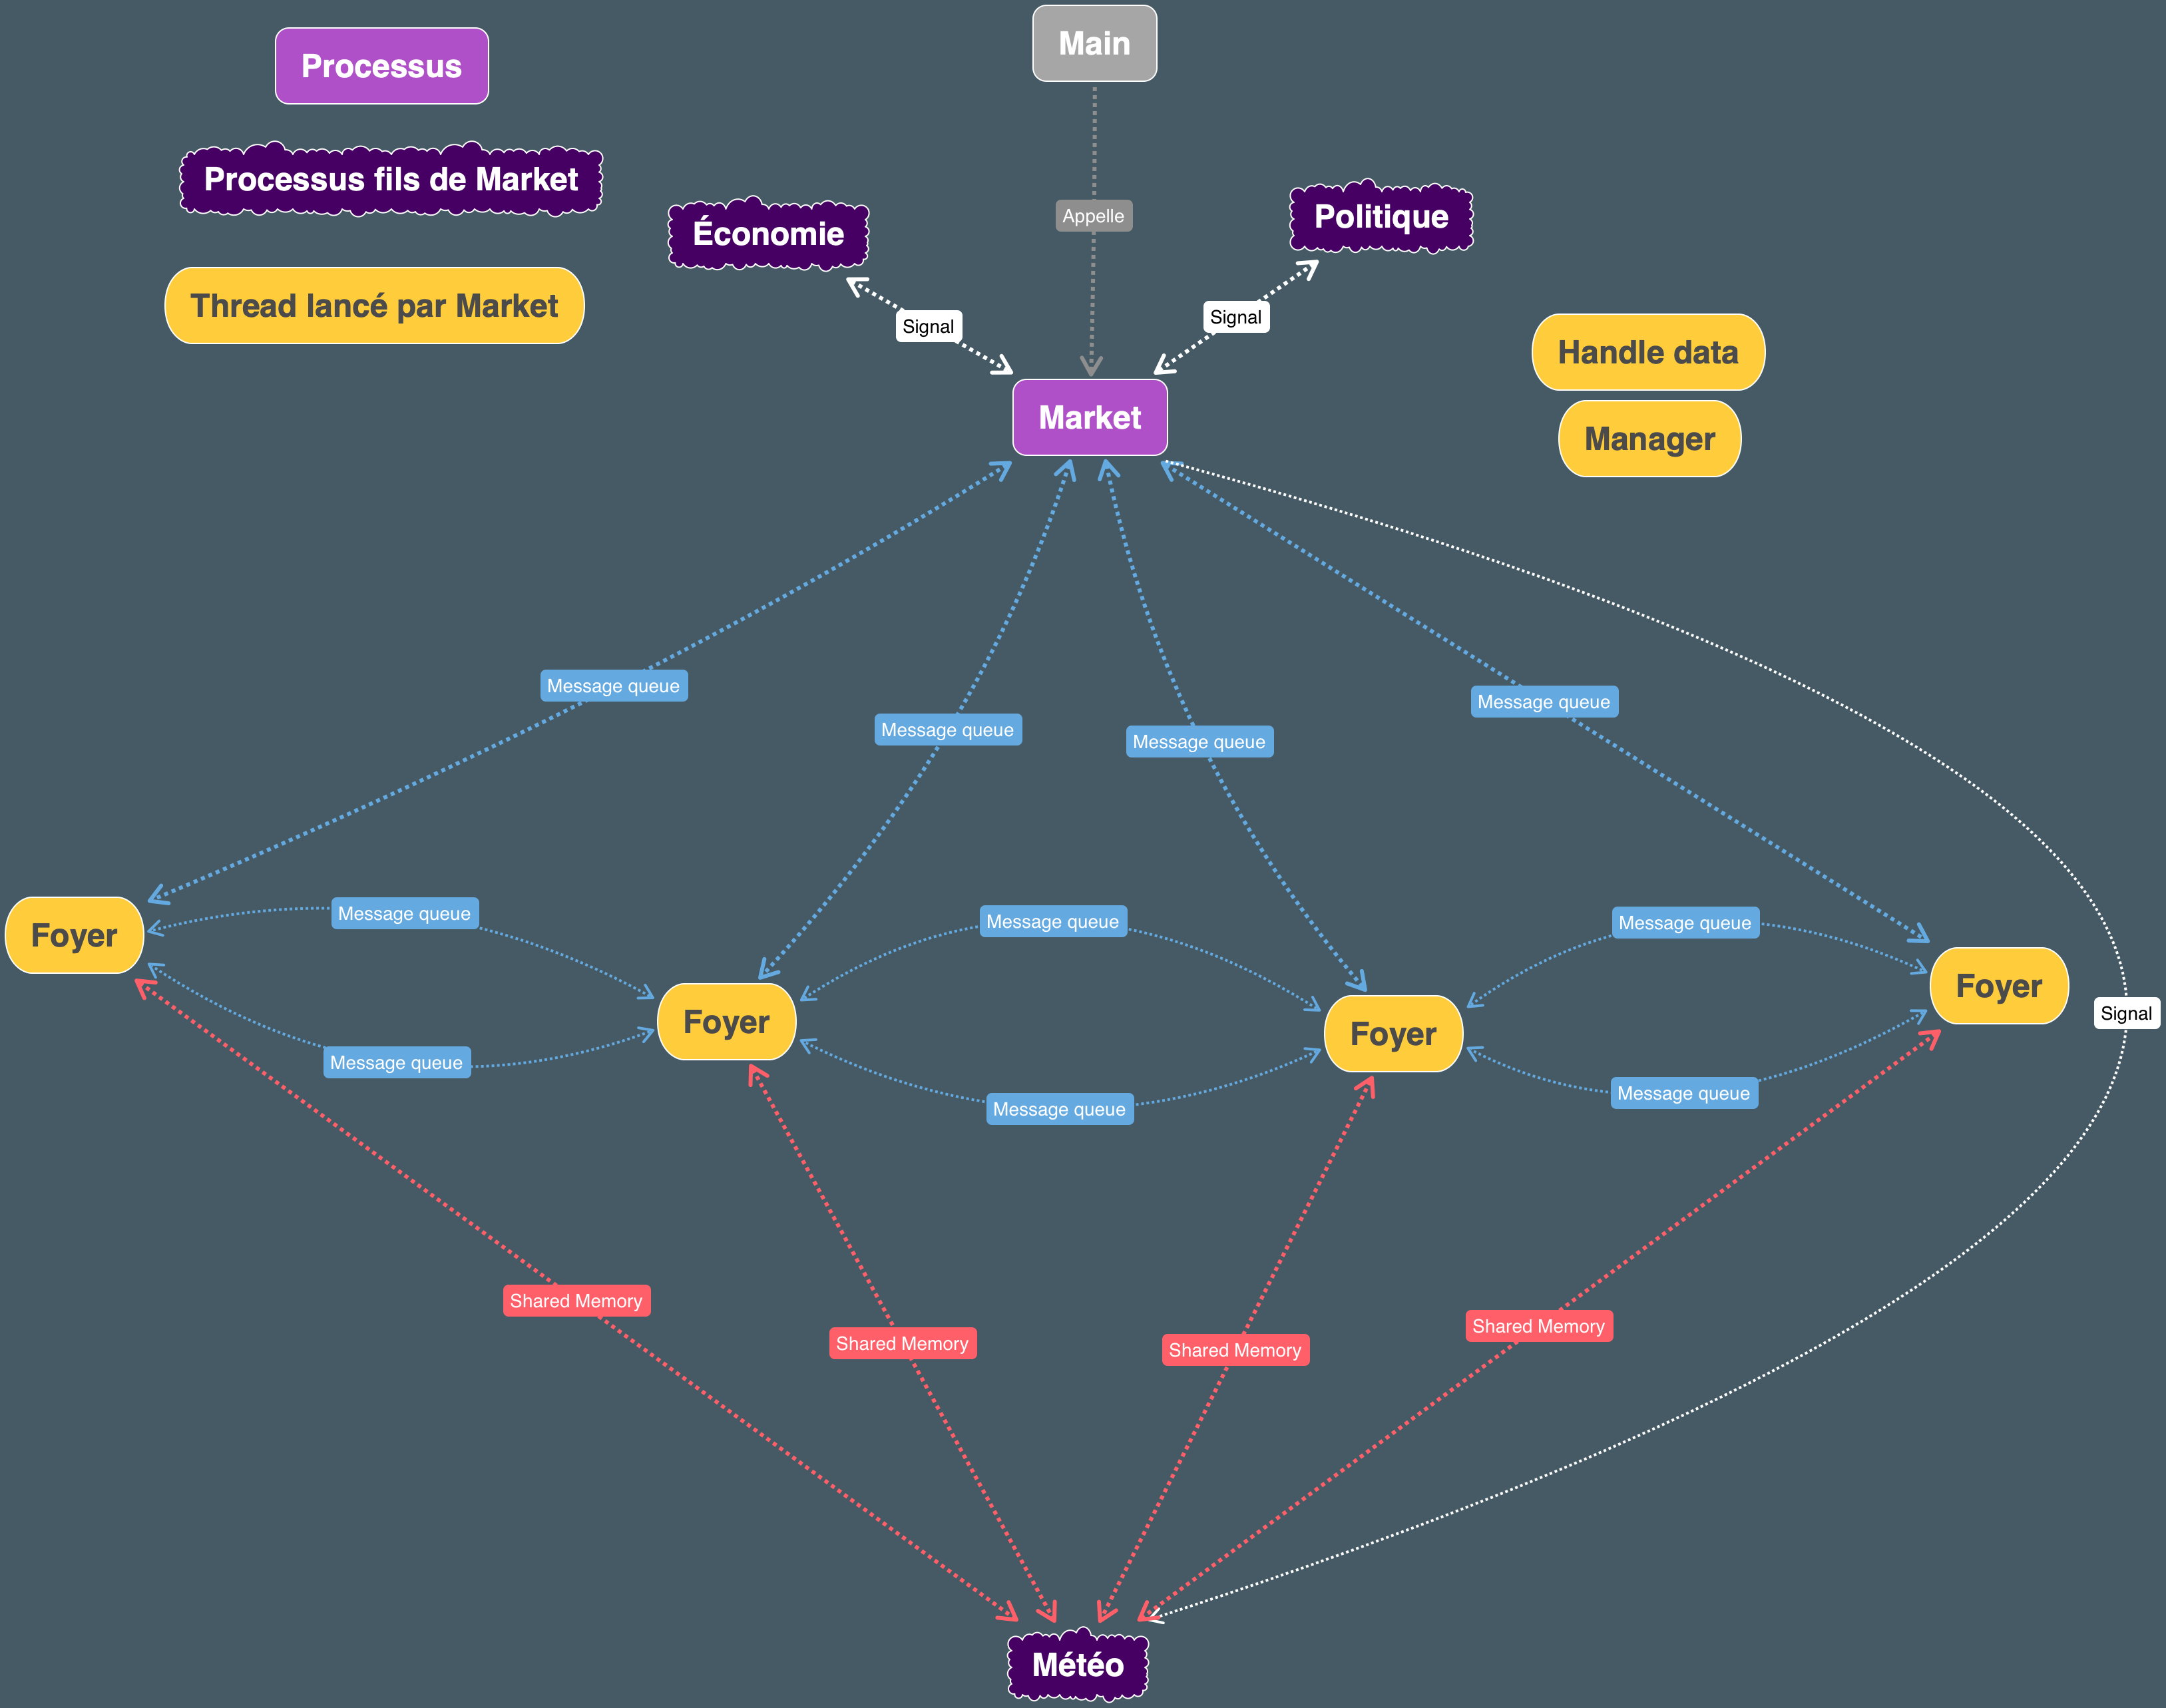 Main
Processus
Processus fils de Market
Économie
Appelle
Politique
Thread lancé par Market
Signal
Signal
Handle data
Market
Manager
Message queue
Message queue
Message queue
Message queue
Foyer
Message queue
Message queue
Message queue
Foyer
Foyer
Foyer
Signal
Message queue
Message queue
Message queue
Shared Memory
Shared Memory
Shared Memory
Shared Memory
Météo